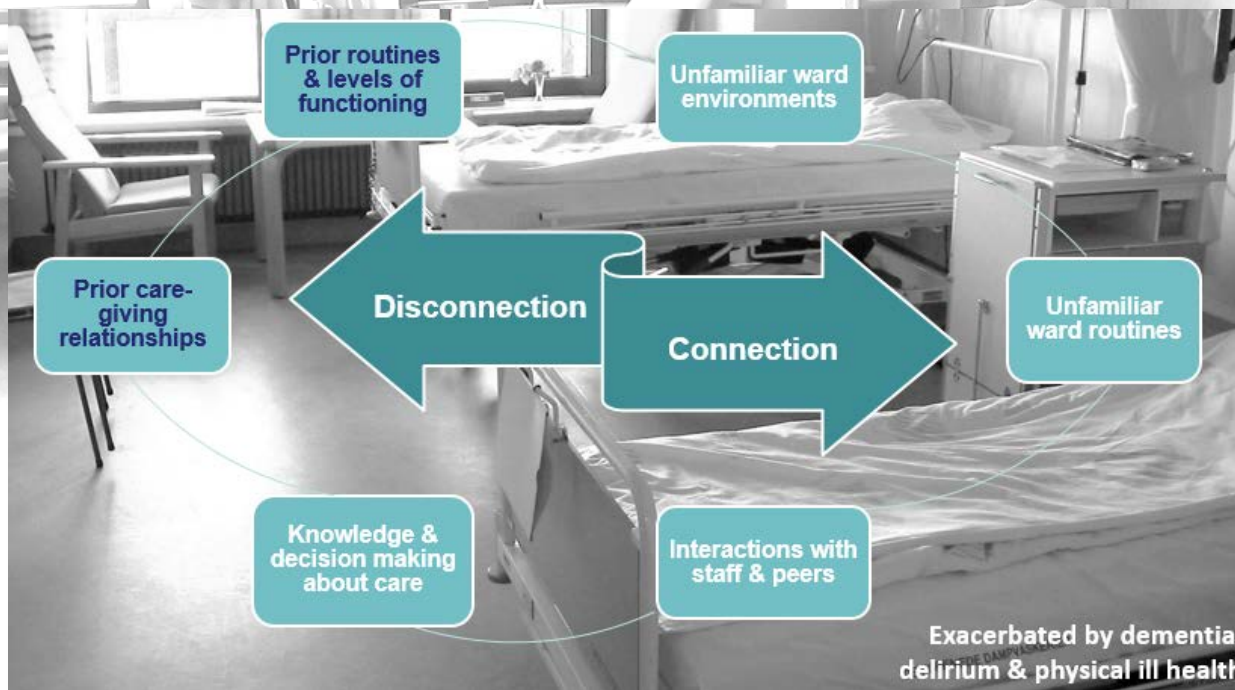 Prior routines
& levels of
functioning
Unfamiliar ward
environments
Prior care-
giving
relationships
Disconnection
Connection
Unfamiliar
ward routines
Knowledge &
decision making
about care
Interactions with
staff & peers
Exacerbated by dementia
delirium & physical ill health